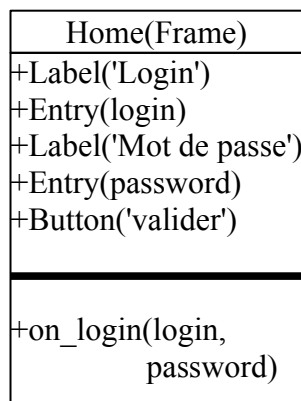 Home(Frame)
+Label('Login')
+Entry(login)
+Label('Mot de passe')
+Entry(password)
+Button('valider')
+on_login(login,
password)